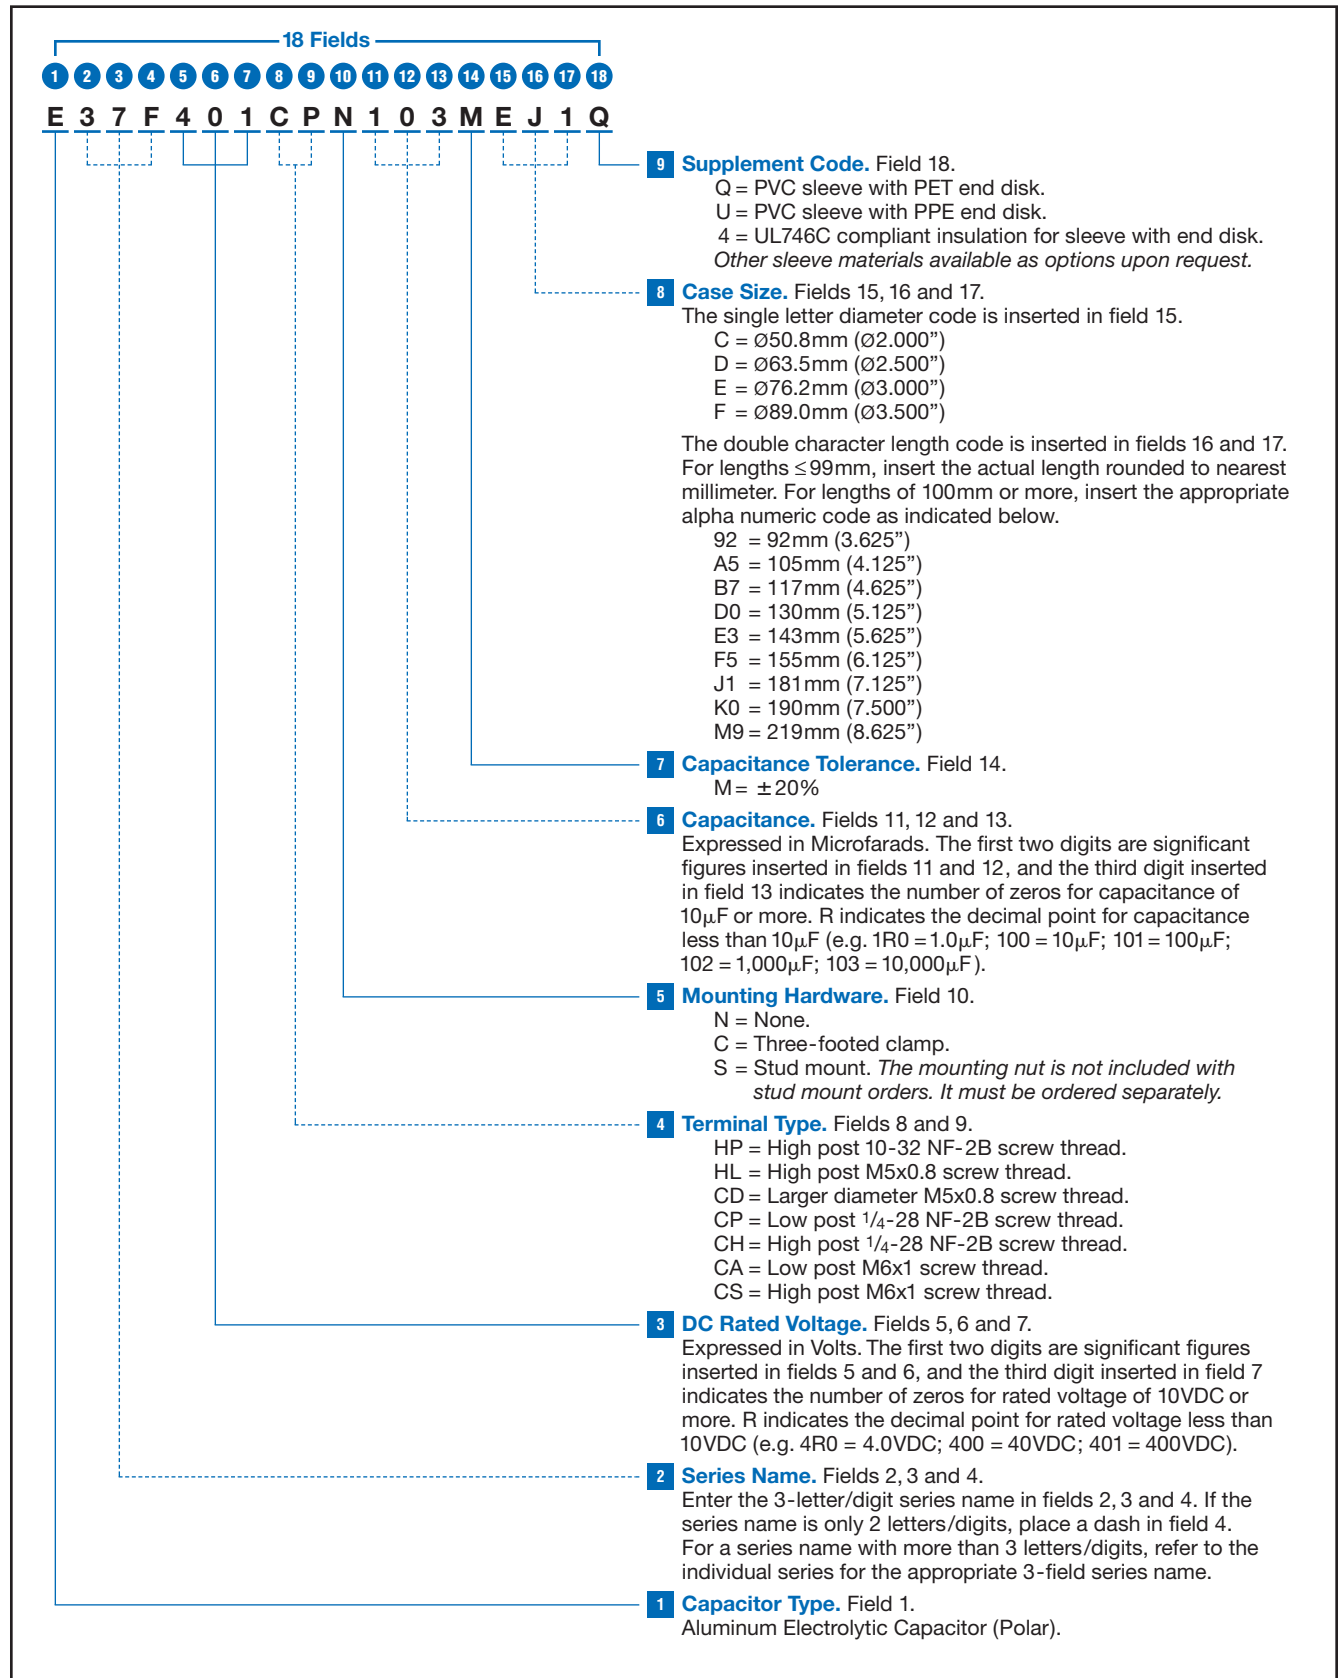 18 Fields
1 2 3 4 5 6 7 8 9 10 11 12 13 14 15 16 17 18
E 3 7 F 4 0 1 C P N 1 0 3 M E J 1 Q
9 Supplement Code. Field 18.
Q = PVC sleeve with PET end disk.
U = PVC sleeve with PPE end disk.
4 = UL746C compliant insulation for sleeve with end disk.
Other sleeve materials available as options upon request.
8 Case Size. Fields 15, 16 and 17.
The single letter diameter code is inserted in field 15.
C = Ø50.8mm (Ø2.000”)
D = Ø63.5mm (Ø2.500”)
E = Ø76.2mm (Ø3.000”)
F = Ø89.0mm (Ø3.500”)
The double character length code is inserted in fields 16 and 17.
For lengths ≤99mm, insert the actual length rounded to nearest
millimeter. For lengths of 100mm or more, insert the appropriate
alpha numeric code as indicated below.
92 = 92mm (3.625”)
A5 = 105mm (4.125”)
B7 = 117mm (4.625”)
D0 = 130mm (5.125”)
E3 = 143mm (5.625”)
F5 = 155mm (6.125”)
J1 = 181mm (7.125”)
K0 = 190mm (7.500”)
M9 = 219mm (8.625”)
7 Capacitance Tolerance. Field 14.
M = ±20%
6 Capacitance. Fields 11, 12 and 13.
Expressed in Microfarads. The first two digits are significant
figures inserted in fields 11 and 12, and the third digit inserted
in field 13 indicates the number of zeros for capacitance of
10µF or more. R indicates the decimal point for capacitance
less than 10µF (e.g. 1R0 = 1.0µF; 100 = 10µF; 101 = 100µF;
102 = 1,000µF; 103 = 10,000µF).
5 Mounting Hardware. Field 10.
N = None.
C = Three-footed clamp.
S = Stud mount. The mounting nut is not included with
stud mount orders. It must be ordered separately.
4 Terminal Type. Fields 8 and 9.
HP = High post 10-32 NF-2B screw thread.
HL = High post M5x0.8 screw thread.
CD = Larger diameter M5x0.8 screw thread.
CP = Low post 1/4-28 NF-2B screw thread.
CH = High post 1/4-28 NF-2B screw thread.
CA = Low post M6x1 screw thread.
CS = High post M6x1 screw thread.
3 DC Rated Voltage. Fields 5, 6 and 7.
Expressed in Volts. The first two digits are significant figures
inserted in fields 5 and 6, and the third digit inserted in field 7
indicates the number of zeros for rated voltage of 10VDC or
more. R indicates the decimal point for rated voltage less than
10VDC (e.g. 4R0 = 4.0VDC; 400 = 40VDC; 401 = 400VDC).
2 Series Name. Fields 2, 3 and 4.
Enter the 3-letter/digit series name in fields 2, 3 and 4. If the
series name is only 2 letters/digits, place a dash in field 4.
For a series name with more than 3 letters/digits, refer to the
individual series for the appropriate 3-field series name.
1 Capacitor Type. Field 1.
Aluminum Electrolytic Capacitor (Polar).